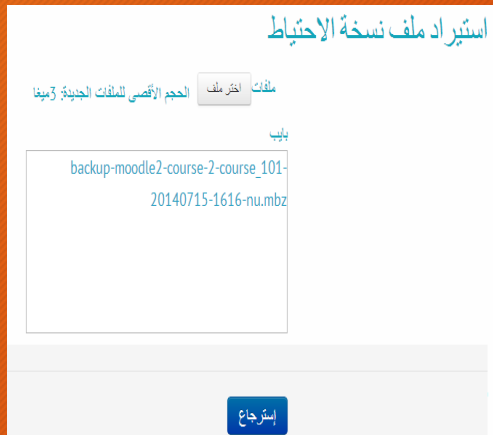 استيراد ملف نسخة الاحتياط
ملفات اختر ملف الحجم الأقصى للملفات الجديدة: 3ميغا
بايب
backup-moodle2-course-2-course_101-
20140715-1616-nu.mbz
إسترجاع